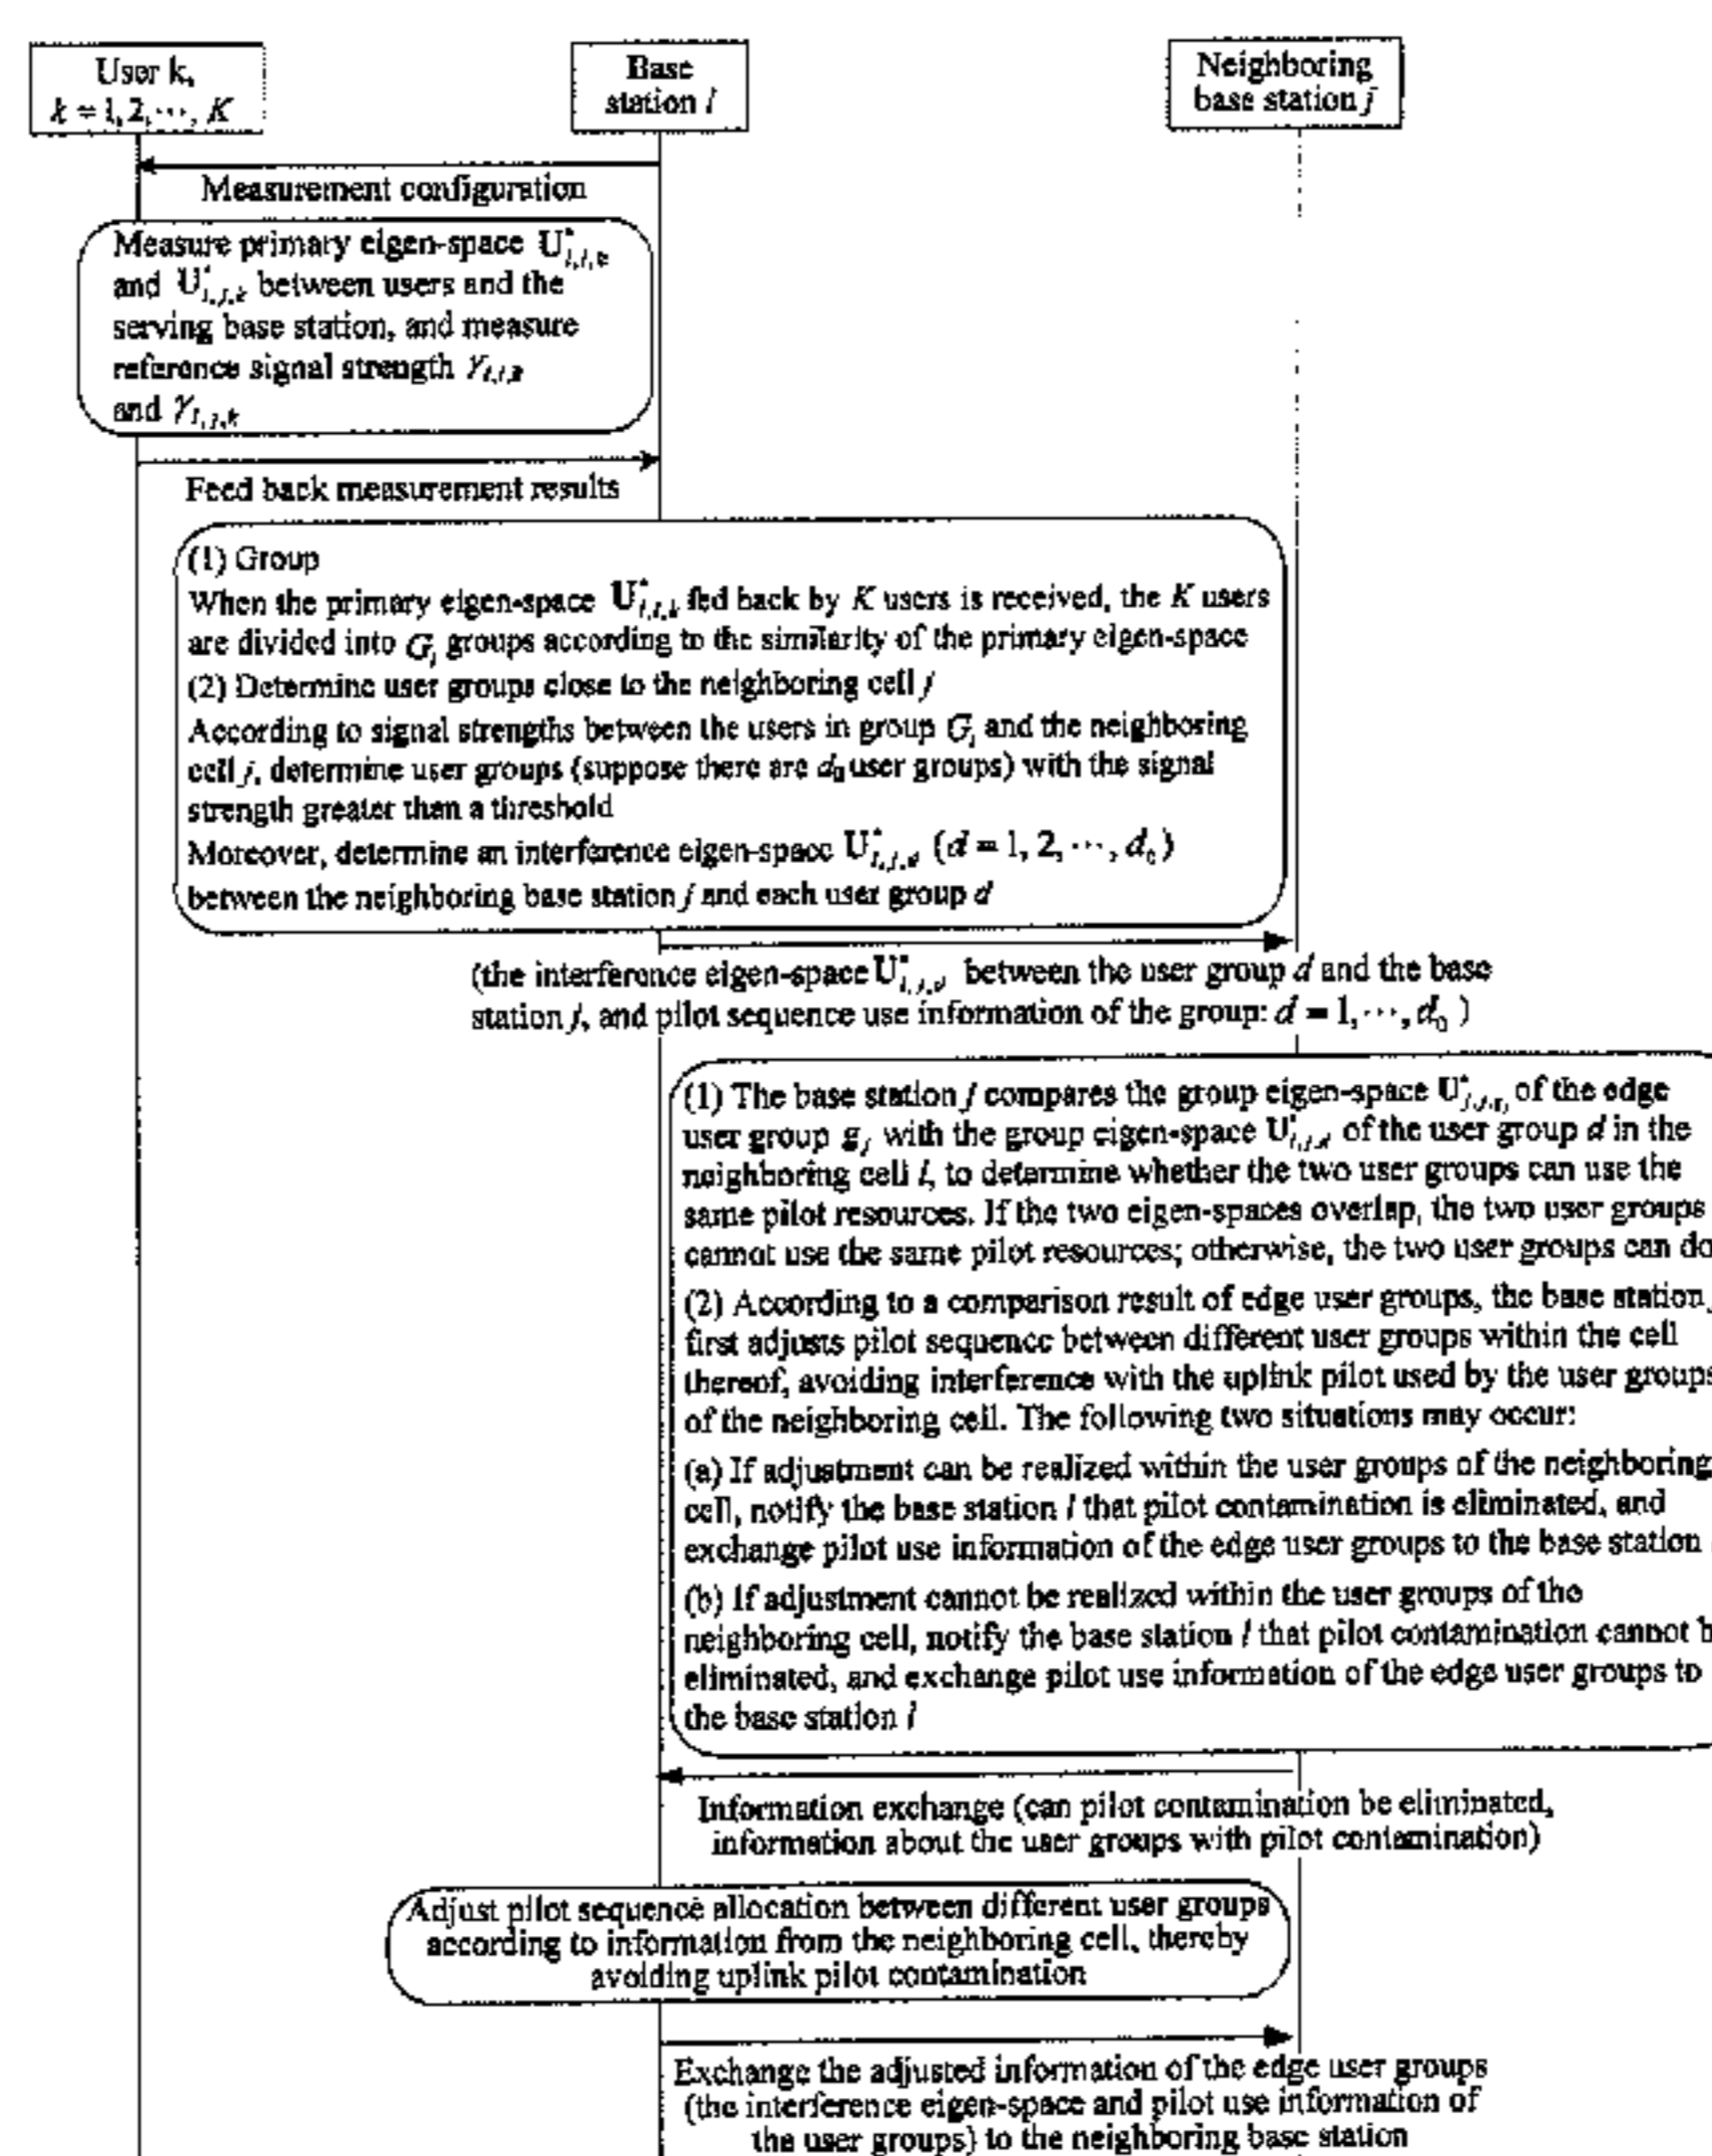 User k,
k = 1, 2, ⋯, K
Base
station i
Neighboring
base station j
Measurement configuration
Measure primary eigen-space U*i,i,k
and U*i,j,k between users and the
serving base station, and measure
reference signal strength γi,i,k
and γi,j,k
Feed back measurement results
(1) Group
When the primary eigen-space U*i,i,k fed back by K users is received, the K users
are divided into Gi groups according to the similarity of the primary eigen-space
(2) Determine user groups close to the neighboring cell j
According to signal strengths between the users in group Gi and the neighboring
cell j, determine user groups (suppose there are d0 user groups) with the signal
strength greater than a threshold
Moreover, determine an interference eigen-space U*i,j,d (d = 1, 2, ⋯, d0)
between the neighboring base station j and each user group d
(the interference eigen-space U*i,j,d between the user group d and the base
station j, and pilot sequence use information of the group: d = 1, ⋯, d0 )
(1) The base station j compares the group eigen-space U*j,j,gj of the edge
user group gj with the group eigen-space U*i,j,d of the user group d in the
neighboring cell i, to determine whether the two user groups can use the
same pilot resources. If the two eigen-spaces overlap, the two user groups
cannot use the same pilot resources; otherwise, the two user groups can do
(2) According to a comparison result of edge user groups, the base station
first adjusts pilot sequence between different user groups within the cell
thereof, avoiding interference with the uplink pilot used by the user groups
of the neighboring cell. The following two situations may occur:
(a) If adjustment can be realized within the user groups of the neighboring
cell, notify the base station i that pilot contamination is eliminated, and
exchange pilot use information of the edge user groups to the base station
(b) If adjustment cannot be realized within the user groups of the
neighboring cell, notify the base station i that pilot contamination cannot b
eliminated, and exchange pilot use information of the edge user groups to
the base station i
Information exchange (can pilot contamination be eliminated,
information about the user groups with pilot contamination)
Adjust pilot sequence allocation between different user groups
according to information from the neighboring cell, thereby
avoiding uplink pilot contamination
Exchange the adjusted information of the edge user groups
(the interference eigen-space and pilot use information of
the user groups) to the neighboring base station